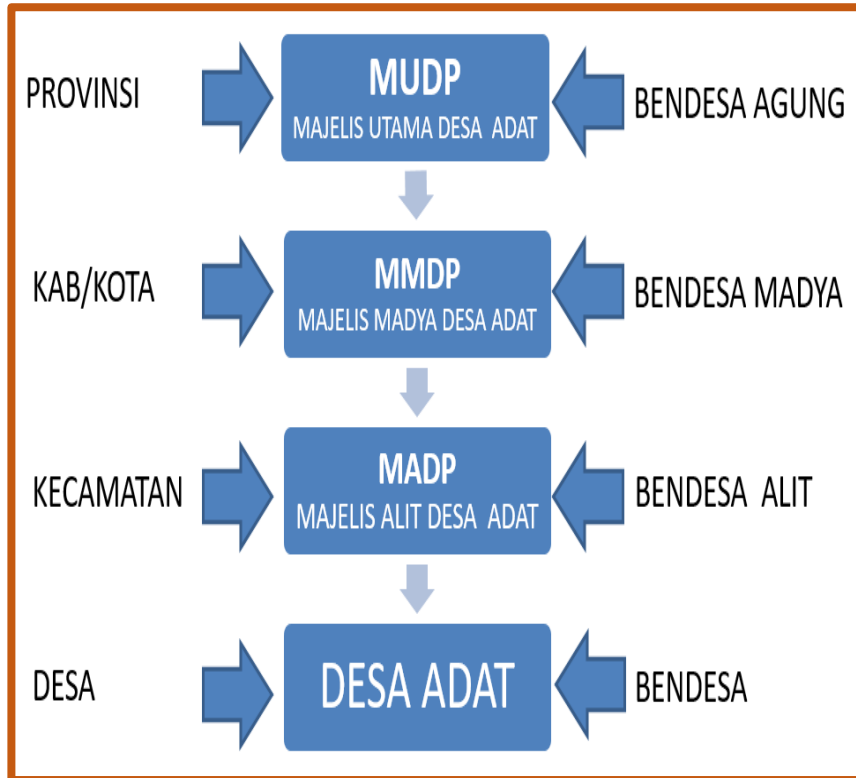 PROVINSI
MUDP
MAJELIS UTAMA DESA ADAT
BENDESA AGUNG
KAB/KOTA
MMDP
MAJELIS MADYA DESA ADAT
BENDESA MADYA
KECAMATAN
MADP
MAJELIS ALIT DESA ADAT
BENDESA ALIT
DESA
DESA ADAT
BENDESA